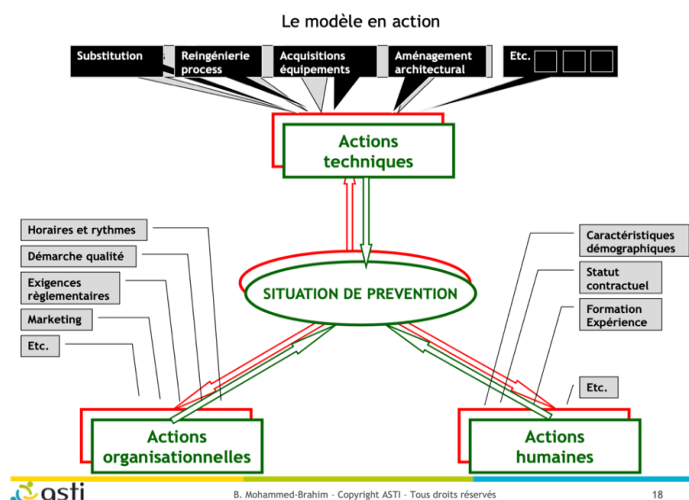 Le modèle en action
Substitution
Reingénierie
process
Acquisitions
équipements
Aménagement
architectural
Etc.
Actions
techniques
Horaires et rythmes
Démarche qualité
Exigences
règlementaires
Marketing
Etc.
Caractéristiques
démographiques
Statut
contractuel
Formation
Expérience
Etc.
SITUATION DE PREVENTION
Actions
organisationnelles
Actions
humaines
asti
B. Mohammed-Brahim - Copyright ASTI - Tous droits réservés
18